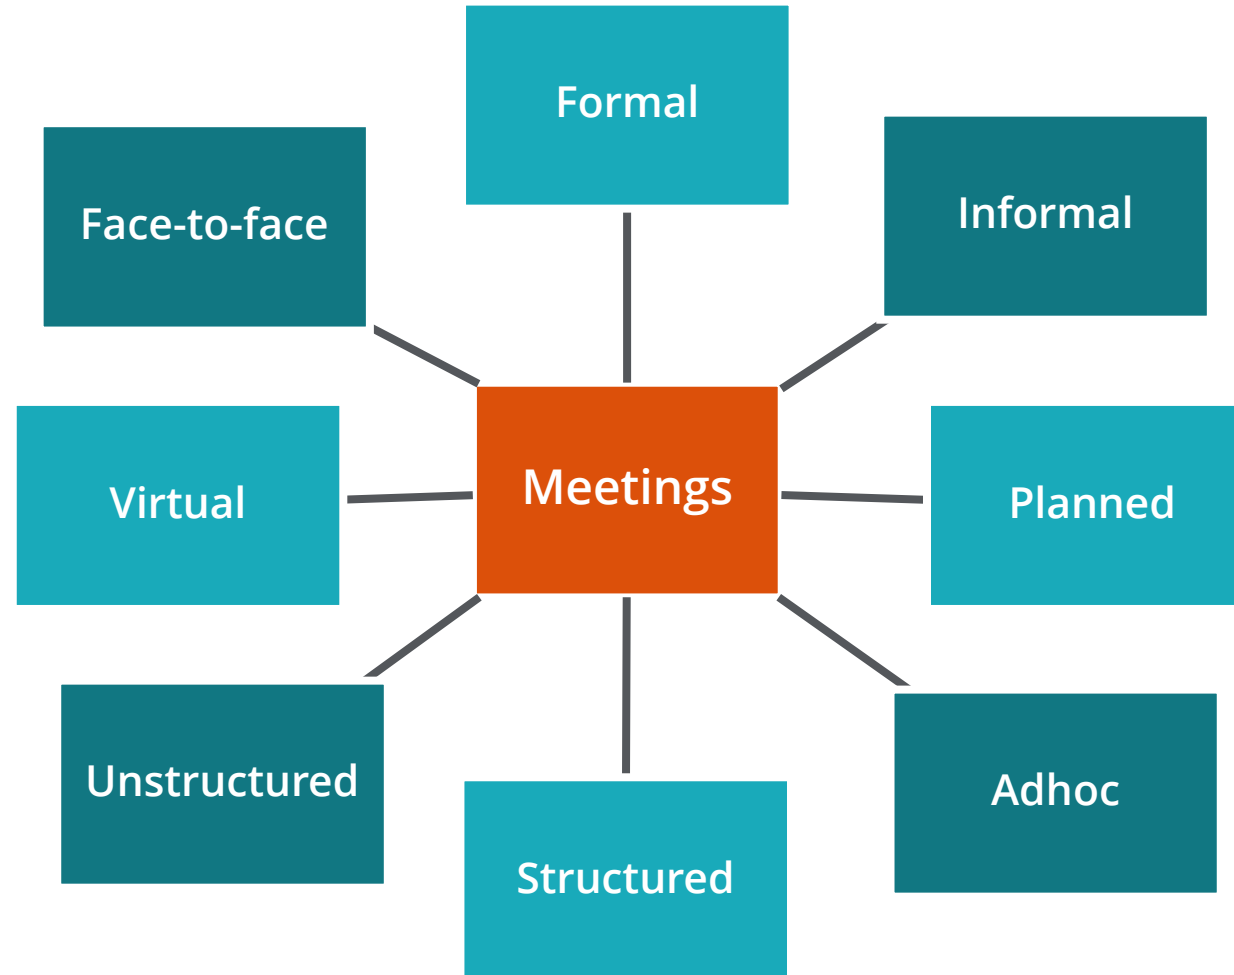 Formal
Informal
Face-to-face
Meetings
Virtual
Planned
Unstructured
Adhoc
Structured